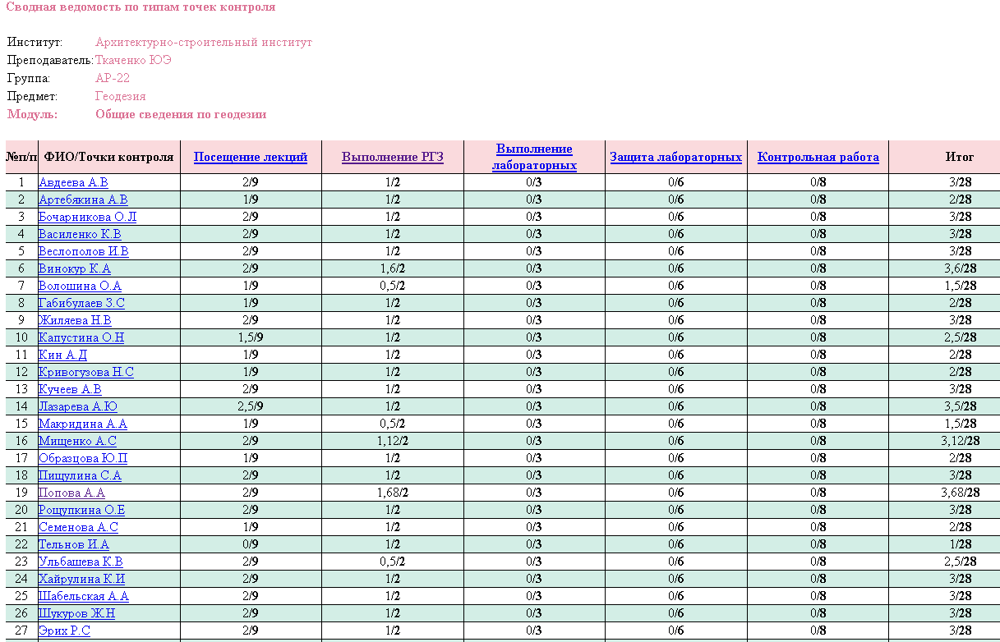 Сводная ведомость по типам точек контроля
Институт: Архитектурно-строительный институт
Преподаватель: Ткаченко ЮЭ
Группа: АР-22
Предмет: Геодезия
Модуль: Общие сведения по геодезии
№п/п ФИО/Точки контроля Посещение лекций Выполнение РГЗ Выполнение лабораторных Защита лабораторных Контрольная работа Итог
1 Авдеева А.В 2/9 1/2 0/3 0/6 0/8 3/28
2 Артебякина А.В 1/9 1/2 0/3 0/6 0/8 2/28
3 Бочарникова О.Л 2/9 1/2 0/3 0/6 0/8 3/28
4 Василенко К.В 2/9 1/2 0/3 0/6 0/8 3/28
5 Веслополов И.В 2/9 1/2 0/3 0/6 0/8 3/28
6 Винокур К.А 2/9 1,6/2 0/3 0/6 0/8 3,6/28
7 Волошина О.А 1/9 0,5/2 0/3 0/6 0/8 1,5/28
8 Габибулаев З.С 1/9 1/2 0/3 0/6 0/8 2/28
9 Жиляева Н.В 2/9 1/2 0/3 0/6 0/8 3/28
10 Капустина О.Н 1,5/9 1/2 0/3 0/6 0/8 2,5/28
11 Кин А.Д 1/9 1/2 0/3 0/6 0/8 2/28
12 Кривогузова Н.С 1/9 1/2 0/3 0/6 0/8 2/28
13 Кучеев А.В 2/9 1/2 0/3 0/6 0/8 3/28
14 Лазарева А.Ю 2,5/9 1/2 0/3 0/6 0/8 3,5/28
15 Макридина А.А 1/9 0,5/2 0/3 0/6 0/8 1,5/28
16 Мищенко А.С 2/9 1,12/2 0/3 0/6 0/8 3,12/28
17 Образцова Ю.П 1/9 1/2 0/3 0/6 0/8 2/28
18 Пищулина С.А 2/9 1/2 0/3 0/6 0/8 3/28
19 Попова А.А 2/9 1,68/2 0/3 0/6 0/8 3,68/28
20 Рощупкина О.Е 2/9 1/2 0/3 0/6 0/8 3/28
21 Семенова А.С 1/9 1/2 0/3 0/6 0/8 2/28
22 Тельнов И.А 0/9 1/2 0/3 0/6 0/8 1/28
23 Ульбашева К.В 2/9 0,5/2 0/3 0/6 0/8 2,5/28
24 Хайрулина К.И 2/9 1/2 0/3 0/6 0/8 3/28
25 Шабельская А.А 2/9 1/2 0/3 0/6 0/8 3/28
26 Шукуров Ж.Н 2/9 1/2 0/3 0/6 0/8 3/28
27 Эрих Р.С 2/9 1/2 0/3 0/6 0/8 3/28